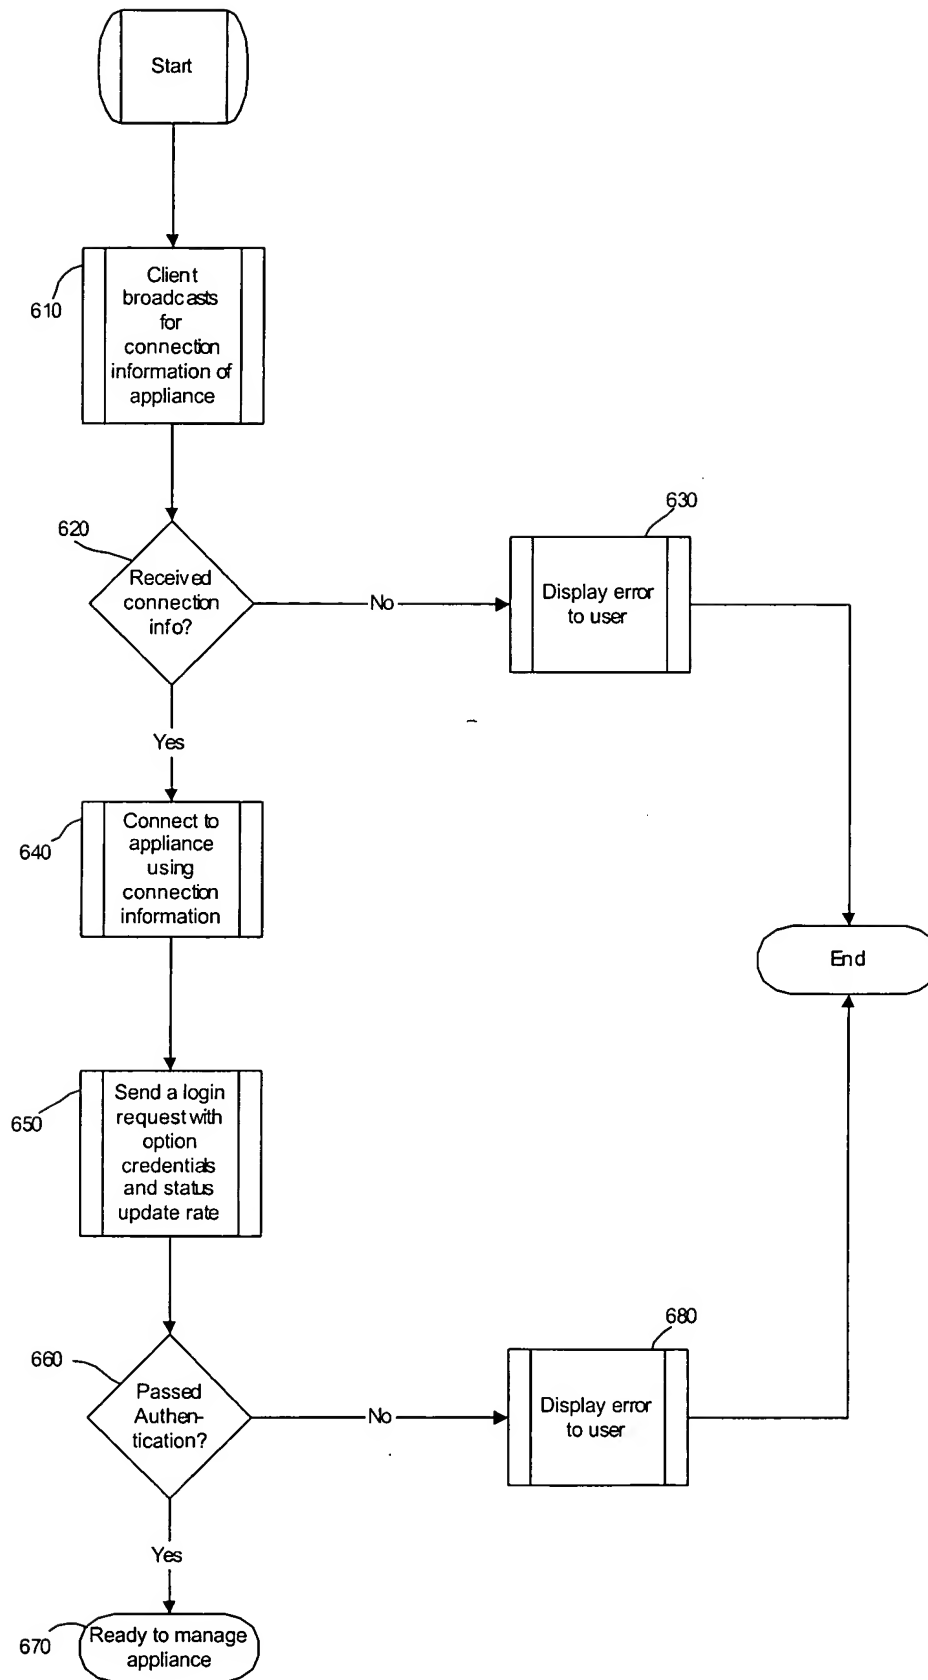 Start
610
Client
broadcasts
for
connection
information of
appliance
620
Received
connection
info?
No
630
Display error
to user
Yes
640
Connect to
appliance
using
connection
information
End
650
Send a login
request with
option
credentials
and status
update rate
660
Passed
Authen-
tication?
No
680
Display error
to user
Yes
670
Ready to manage
appliance